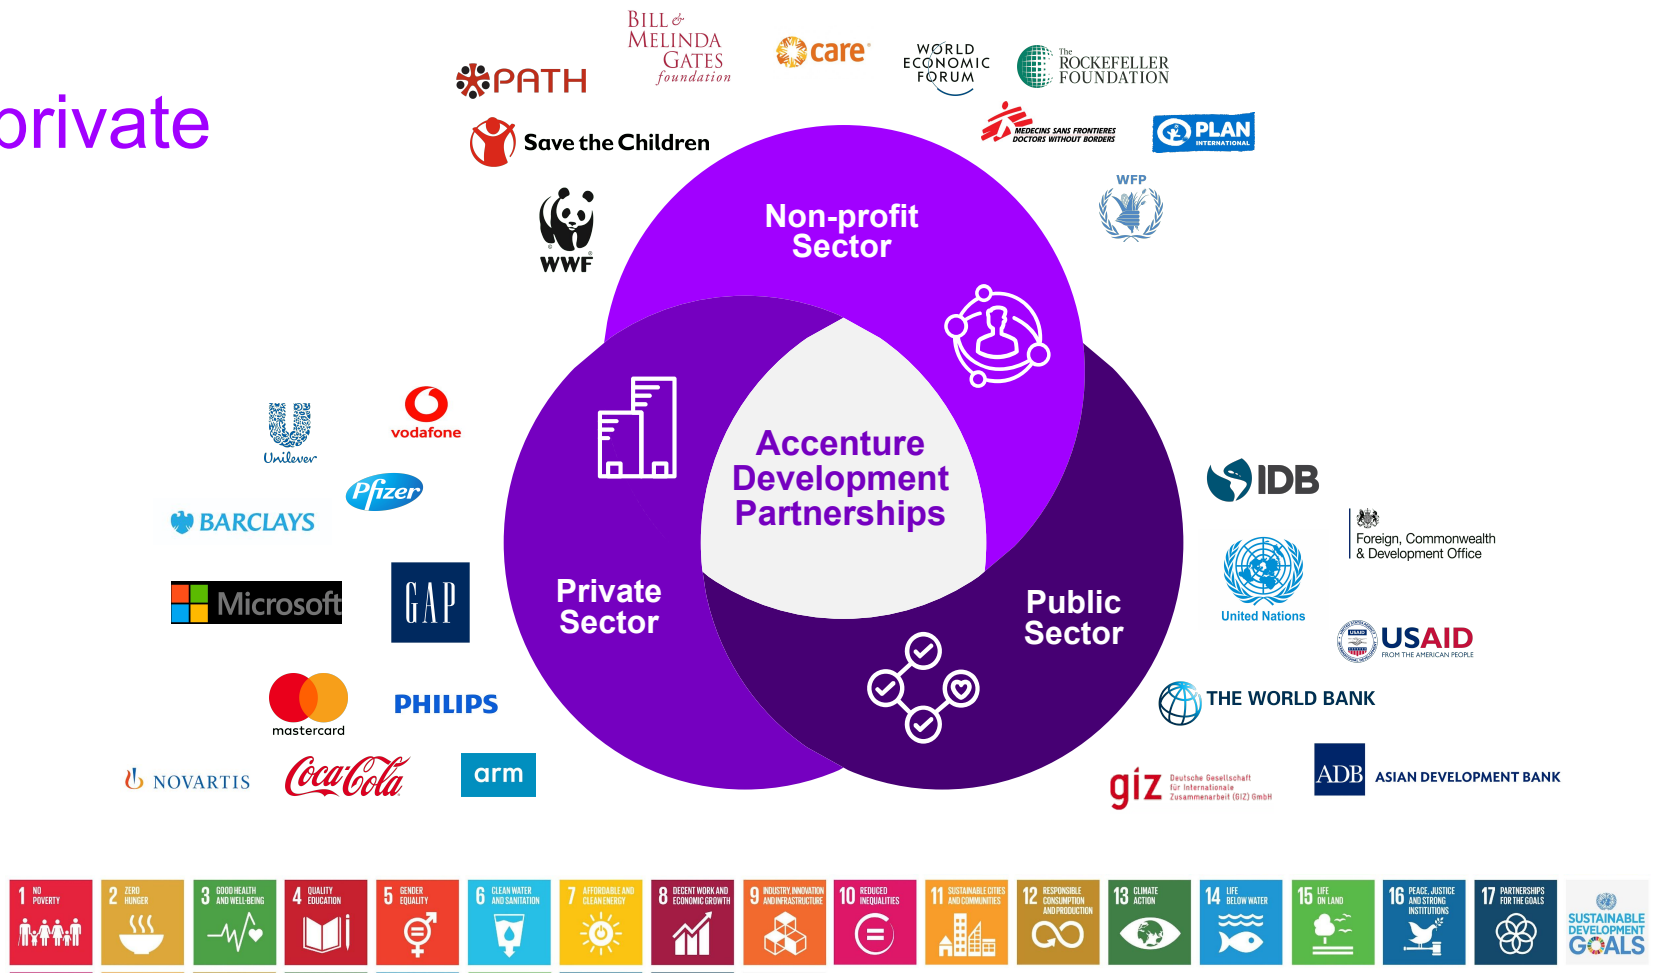 private
BILL &
MELINDA
GATES
foundation
care
WORLD
ECONOMIC
FORUM
The
ROCKEFELLER
FOUNDATION
PATH
Save the Children
MEDECINS SANS FRONTIERES
DOCTORS WITHOUT BORDERS
PLAN
INTERNATIONAL
WFP
WWF
Non-profit
Sector
Accenture
Development
Partnerships
Private
Sector
Public
Sector
vodafone
Unilever
Pfizer
BARCLAYS
Microsoft
GAP
mastercard
PHILIPS
NOVARTIS
Coca-Cola
arm
IDB
Foreign, Commonwealth
& Development Office
United Nations
USAID
FROM THE AMERICAN PEOPLE
THE WORLD BANK
giz
Deutsche Gesellschaft
für Internationale
Zusammenarbeit (GIZ) GmbH
ADB
ASIAN DEVELOPMENT BANK
1 NO
POVERTY
2 ZERO
HUNGER
3 GOOD HEALTH
AND WELL-BEING
4 QUALITY
EDUCATION
5 GENDER
EQUALITY
6 CLEAN WATER
AND SANITATION
7 AFFORDABLE AND
CLEAN ENERGY
8 DECENT WORK AND
ECONOMIC GROWTH
9 INDUSTRY, INNOVATION
AND INFRASTRUCTURE
10 REDUCED
INEQUALITIES
11 SUSTAINABLE CITIES
AND COMMUNITIES
12 RESPONSIBLE
CONSUMPTION
AND PRODUCTION
13 CLIMATE
ACTION
14 LIFE
BELOW WATER
15 LIFE
ON LAND
16 PEACE, JUSTICE
AND STRONG
INSTITUTIONS
17 PARTNERSHIPS
FOR THE GOALS
SUSTAINABLE
DEVELOPMENT
GOALS